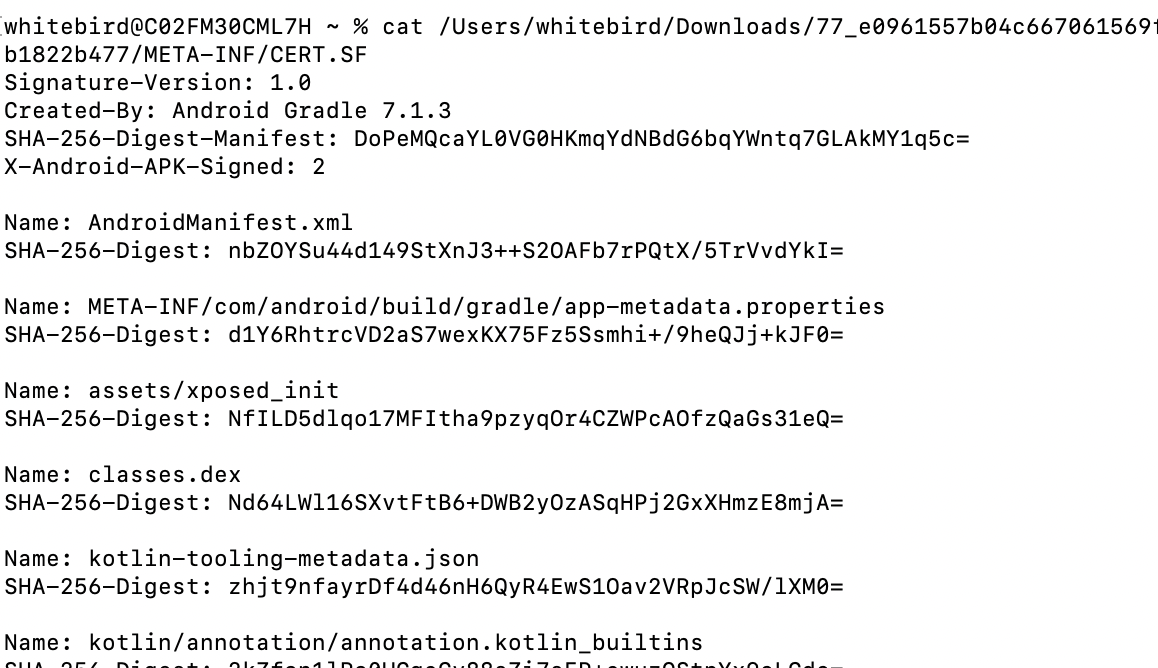 whitebird@C02FM30CML7H ~ % cat /Users/whitebird/Downloads/77_e0961557b04c667061569f
b1822b477/META-INF/CERT.SF
Signature-Version: 1.0
Created-By: Android Gradle 7.1.3
SHA-256-Digest-Manifest: DoPeMQcaYL0VG0HKmqYdNBdG6bqYWntq7GLAkMY1q5c=
X-Android-APK-Signed: 2

Name: AndroidManifest.xml
SHA-256-Digest: nbZOYSu44d149StXnJ3++S2OAFb7rPQtX/5TrVvdYkI=

Name: META-INF/com/android/build/gradle/app-metadata.properties
SHA-256-Digest: d1Y6RhtrcVD2aS7wexKX75Fz5Ssmhi+/9heQJj+kJF0=

Name: assets/xposed_init
SHA-256-Digest: NfILD5dlqo17MFItha9pzyqOr4CZWPcAOfzQaGs31eQ=

Name: classes.dex
SHA-256-Digest: Nd64LWl16SXvtFtB6+DWB2yOzASqHPj2GxXHmzE8mjA=

Name: kotlin-tooling-metadata.json
SHA-256-Digest: zhjt9nfayrDf4d46nH6QyR4EwS1Oav2VRpJcSW/lXM0=

Name: kotlin/annotation/annotation.kotlin_builtins
SHA-256-Digest: